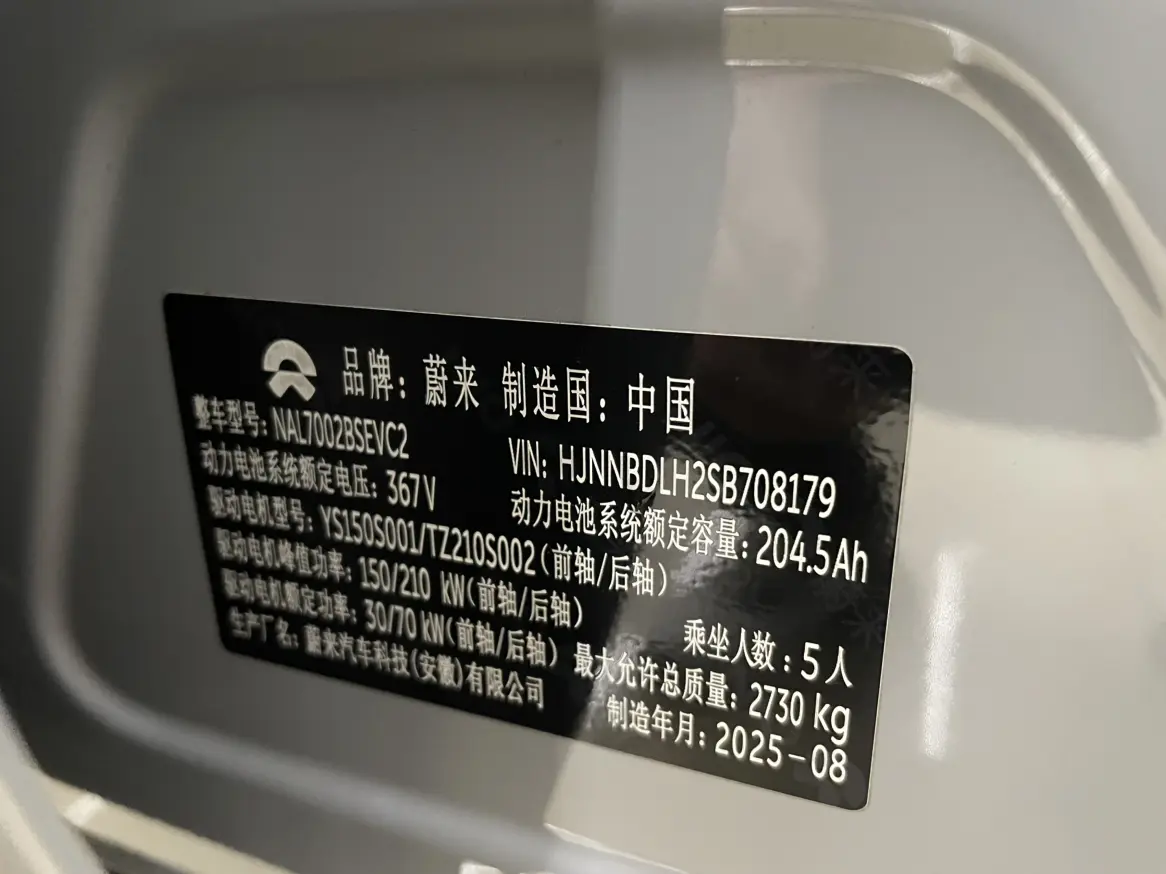 品牌：蔚来 制造国：中国
整车型号：NAL7002BSEVC2
VIN：HJNNBDLH2SB708179
动力电池系统额定电压：367V
动力电池系统额定容量：204.5Ah
驱动电机型号：YS150S001/TZ210S002（前轴/后轴）
驱动电机峰值功率：150/210 kW（前轴/后轴）
乘坐人数：5人
驱动电机额定功率：30/70 kW（前轴/后轴）
最大允许总质量：2730 kg
生产厂名：蔚来汽车科技（安徽）有限公司
制造年月：2025-08